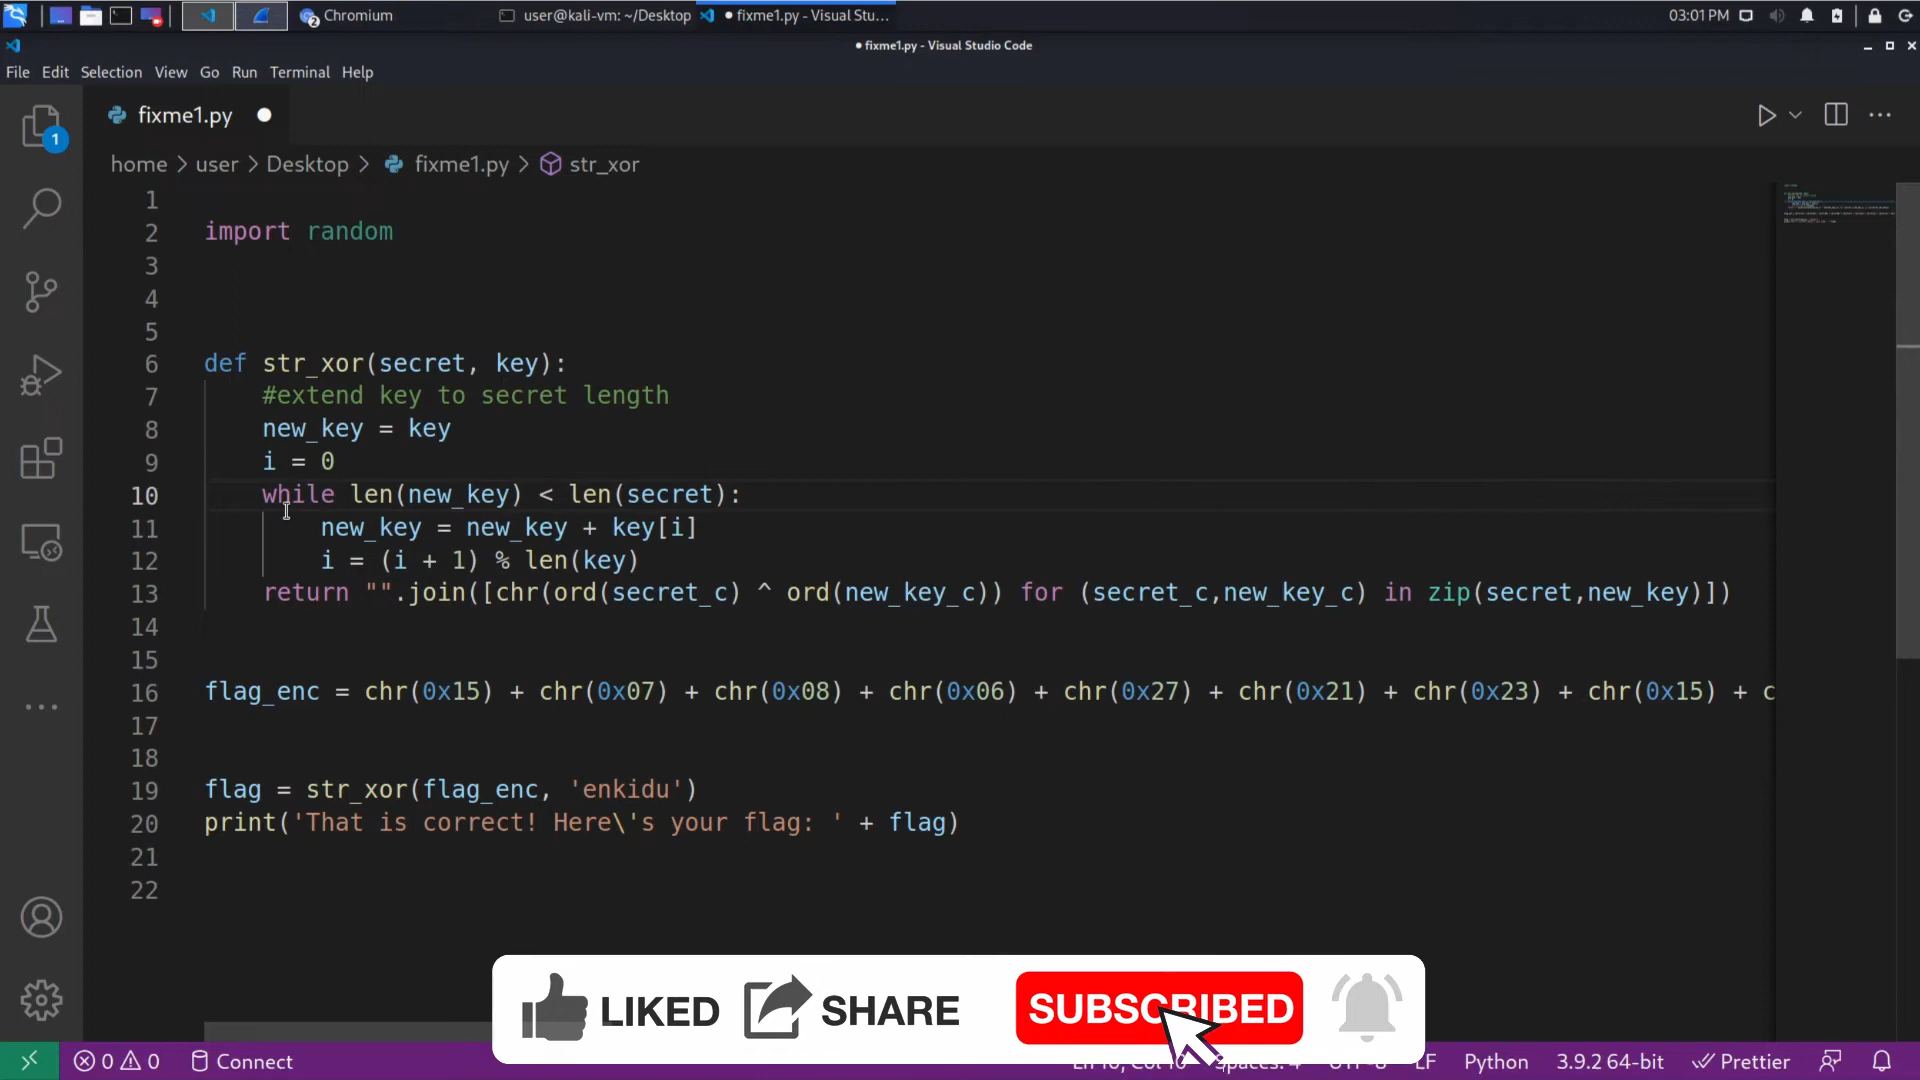 Chromium
user@kali-vm: ~/Desktop
● fixme1.py - Visual Stu...
03:01 PM
● fixme1.py - Visual Studio Code
File Edit Selection View Go Run Terminal Help
fixme1.py
home > user > Desktop > fixme1.py > str_xor
1
2 import random
3
4
5
6 def str_xor(secret, key):
7 #extend key to secret length
8 new_key = key
9 i = 0
10 while len(new_key) < len(secret):
11 new_key = new_key + key[i]
12 i = (i + 1) % len(key)
13 return "".join([chr(ord(secret_c) ^ ord(new_key_c)) for (secret_c,new_key_c) in zip(secret,new_key)])
14
15
16 flag_enc = chr(0x15) + chr(0x07) + chr(0x08) + chr(0x06) + chr(0x27) + chr(0x21) + chr(0x23) + chr(0x15) + c
17
18
19 flag = str_xor(flag_enc, 'enkidu')
20 print('That is correct! Here\'s your flag: ' + flag)
21
22
LIKED SHARE SUBSCRIBED
0 0 Connect
LF Python 3.9.2 64-bit Prettier